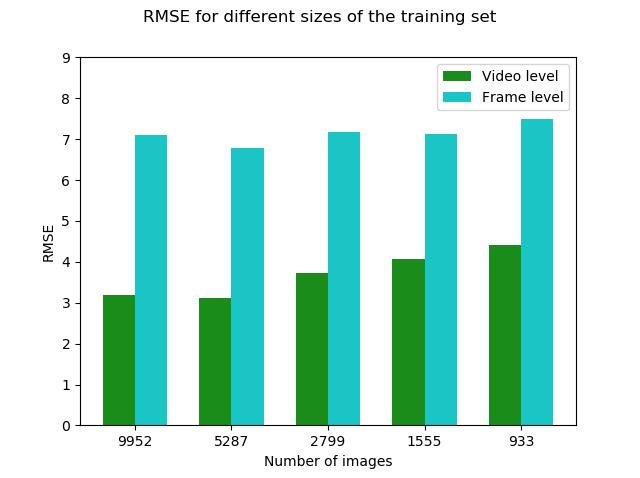 RMSE for different sizes of the training set
9
8
7
6
5
4
3
2
1
0
RMSE
Video level
Frame level
9952 5287 2799 1555 933
Number of images